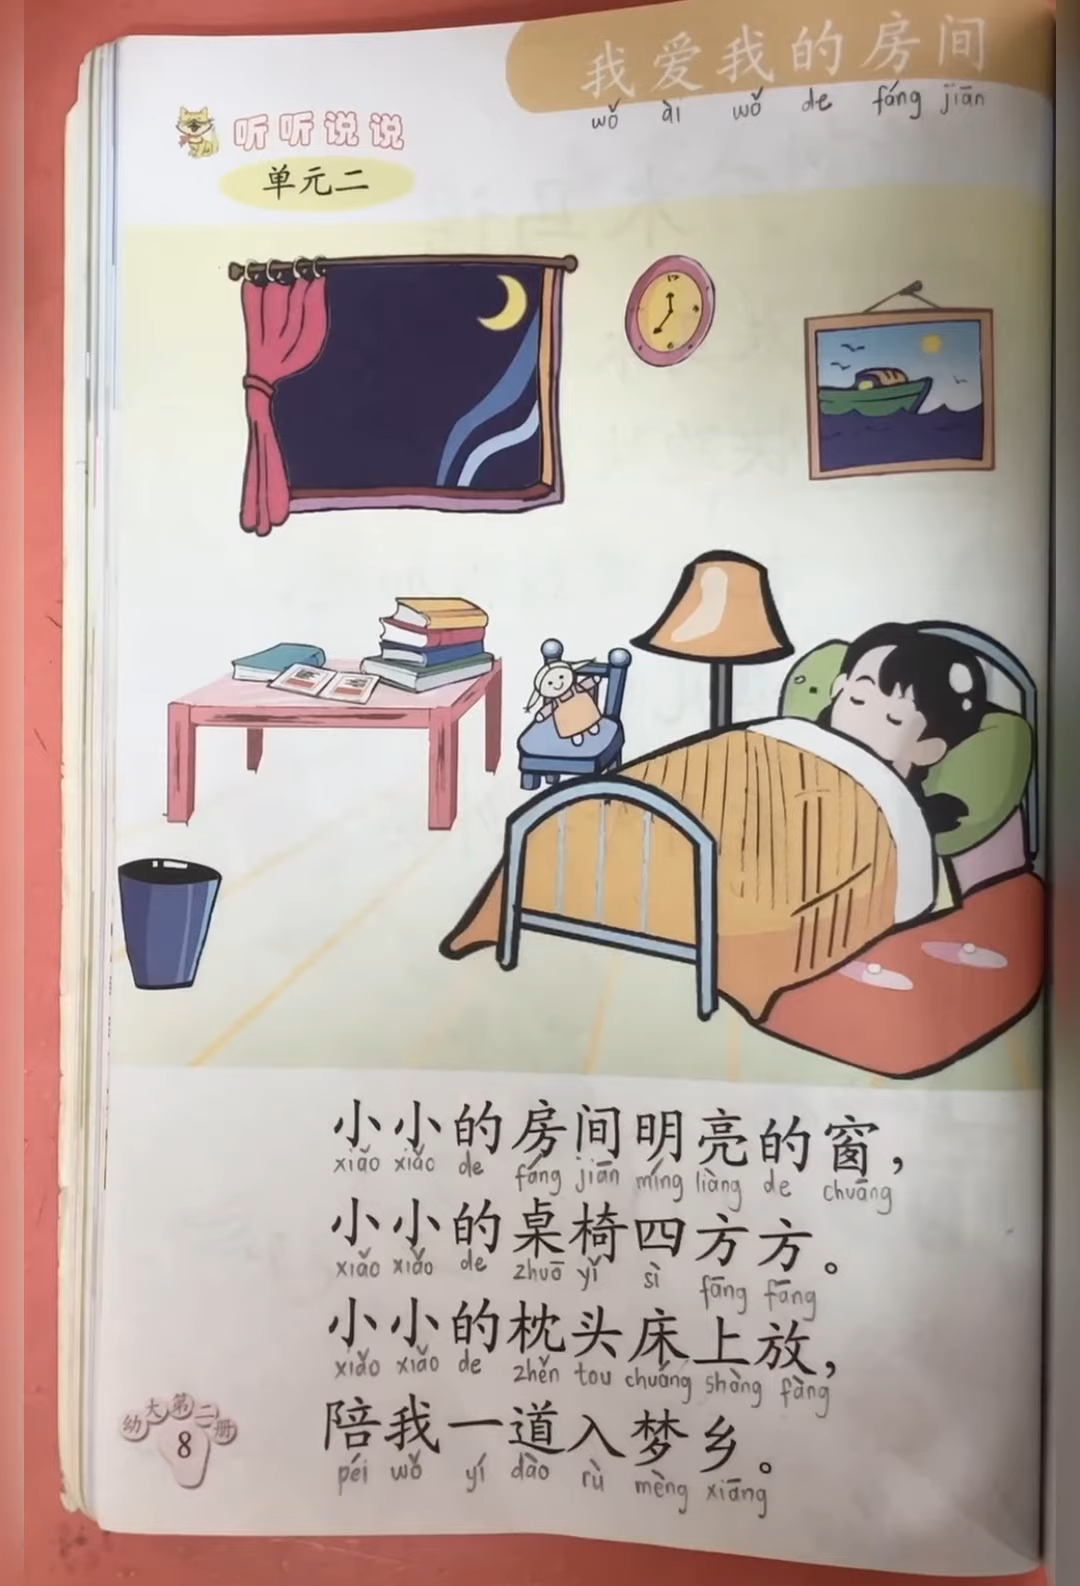 我爱我的房间
wǒ ài wǒ de fáng jiān
听听说说
单元二
小小的房间明亮的窗，
xiǎo xiǎo de fáng jiān míng liàng de chuāng
小小的桌椅四方方。
xiǎo xiǎo de zhuō yǐ sì fāng fāng
小小的枕头床上放，
xiǎo xiǎo de zhěn tou chuáng shàng fàng
陪我一道入梦乡。
péi wǒ yí dào rù mèng xiāng
幼大第二册
8